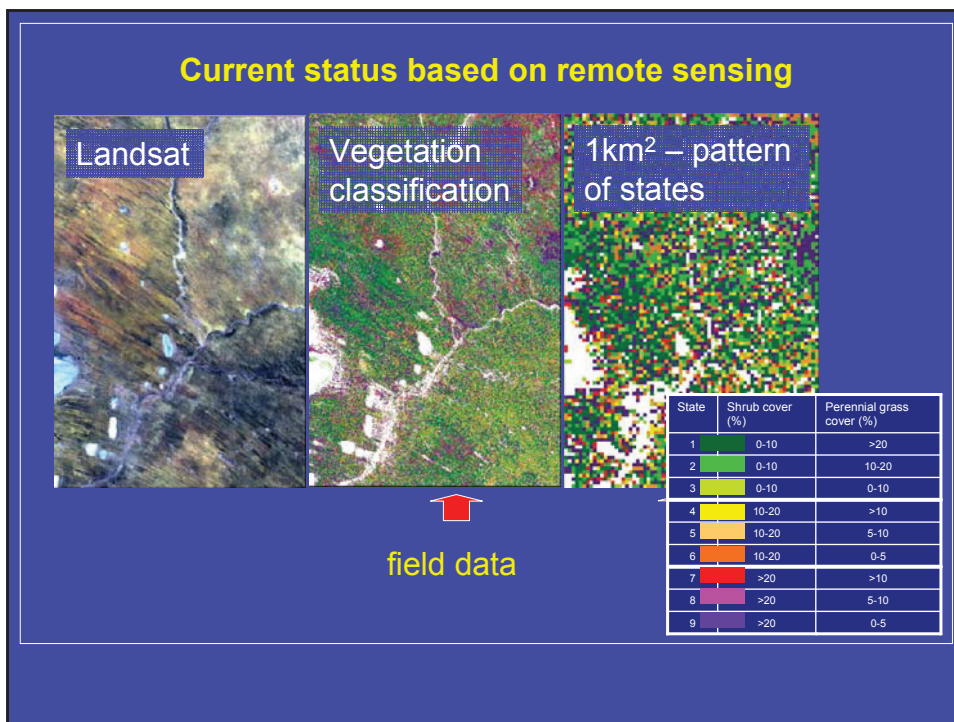 Current status based on remote sensing
Landsat
Vegetation
classification
1km² – pattern
of states
State Shrub cover (%) Perennial grass cover (%)
1 0-10 >20
2 0-10 10-20
3 0-10 0-10
4 10-20 >10
5 10-20 5-10
6 10-20 0-5
7 >20 >10
8 >20 5-10
9 >20 0-5
field data